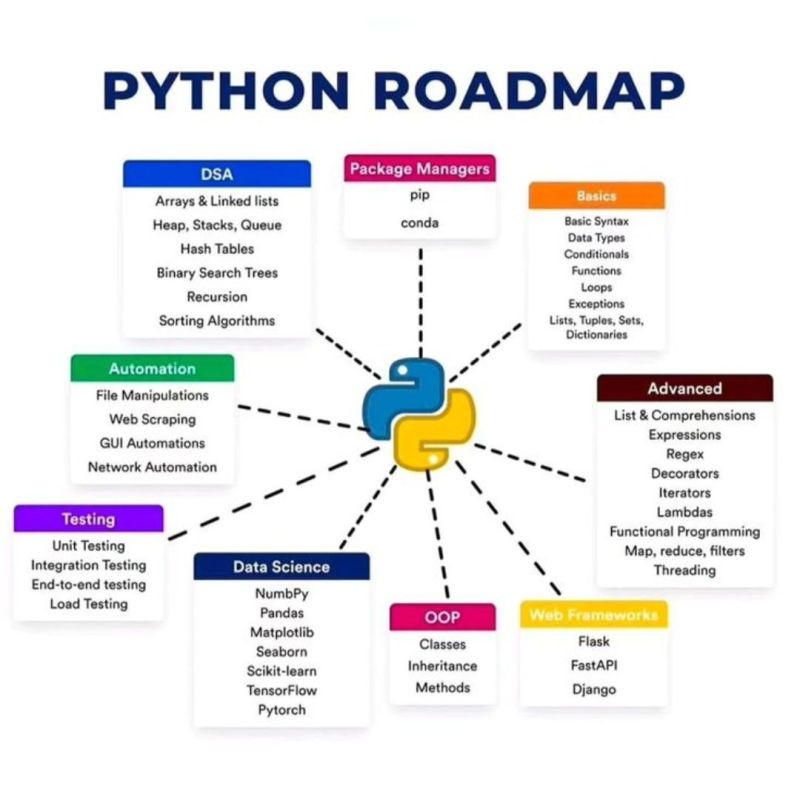 PYTHON ROADMAP
DSA
Arrays & Linked lists
Heap, Stacks, Queue
Hash Tables
Binary Search Trees
Recursion
Sorting Algorithms
Package Managers
pip
conda
Basics
Basic Syntax
Data Types
Conditionals
Functions
Loops
Exceptions
Lists, Tuples, Sets,
Dictionaries
Automation
File Manipulations
Web Scraping
GUI Automations
Network Automation
Advanced
List & Comprehensions
Expressions
Regex
Decorators
Iterators
Lambdas
Functional Programming
Map, reduce, filters
Threading
Testing
Unit Testing
Integration Testing
End-to-end testing
Load Testing
Data Science
NumbPy
Pandas
Matplotlib
Seaborn
Scikit-learn
TensorFlow
Pytorch
OOP
Classes
Inheritance
Methods
Web Frameworks
Flask
FastAPI
Django